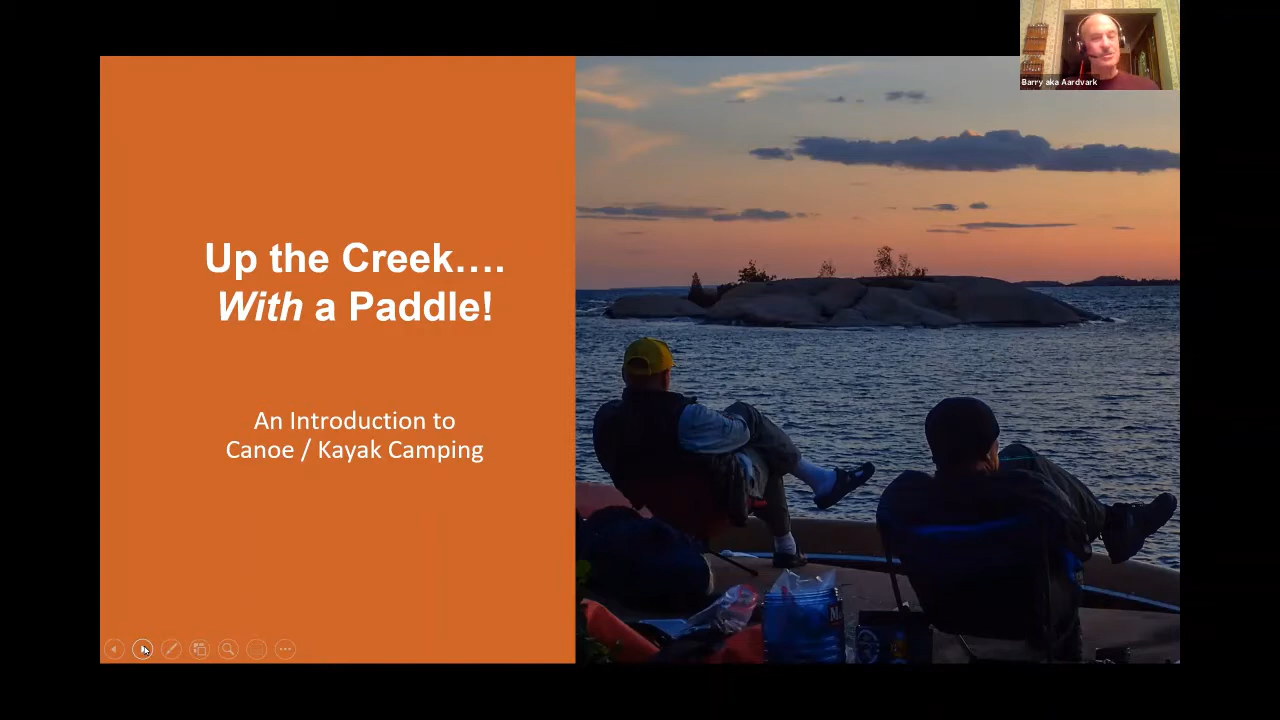 Barry aka Aardvark
Up the Creek....
With a Paddle!
An Introduction to
Canoe / Kayak Camping